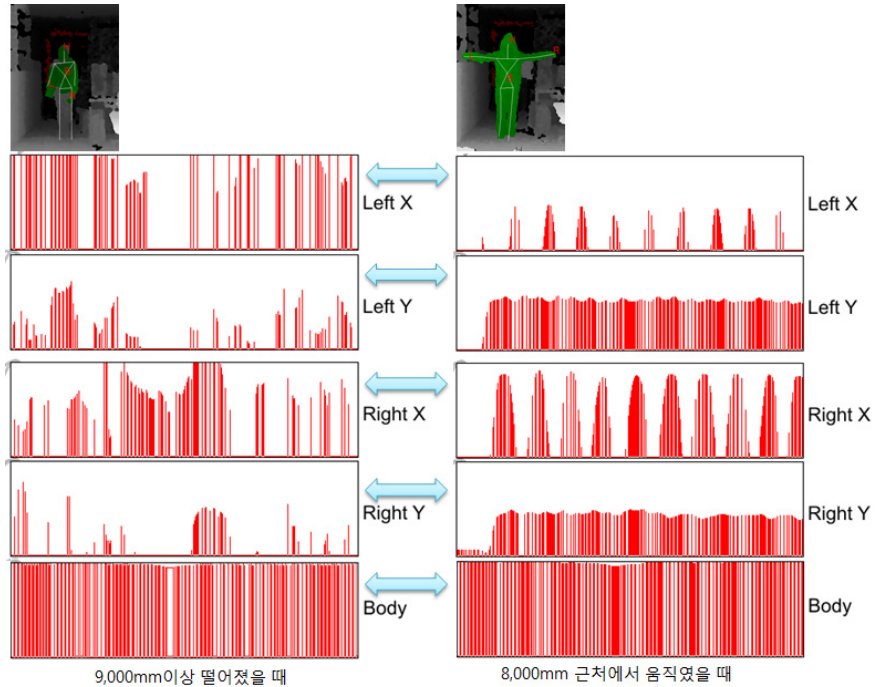 Left X
Left X
Left Y
Left Y
Right X
Right X
Right Y
Right Y
Body
Body
9,000mm이상 떨어졌을 때
8,000mm 근처에서 움직였을 때